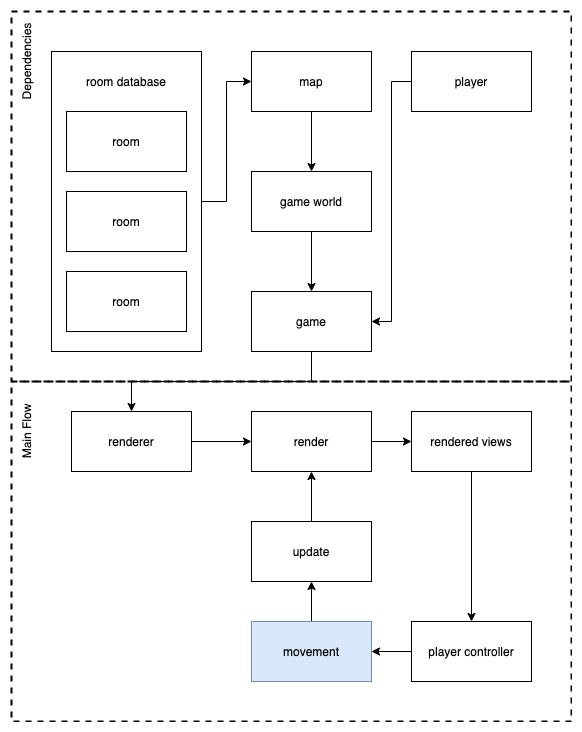 Dependencies
room database
map
player
room
room
game world
room
game
Main Flow
renderer
render
rendered views
update
movement
player controller